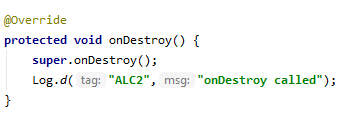 @Override
protected void onDestroy() {
    super.onDestroy();
    Log.d( tag: "ALC2", msg: "onDestroy called");
}